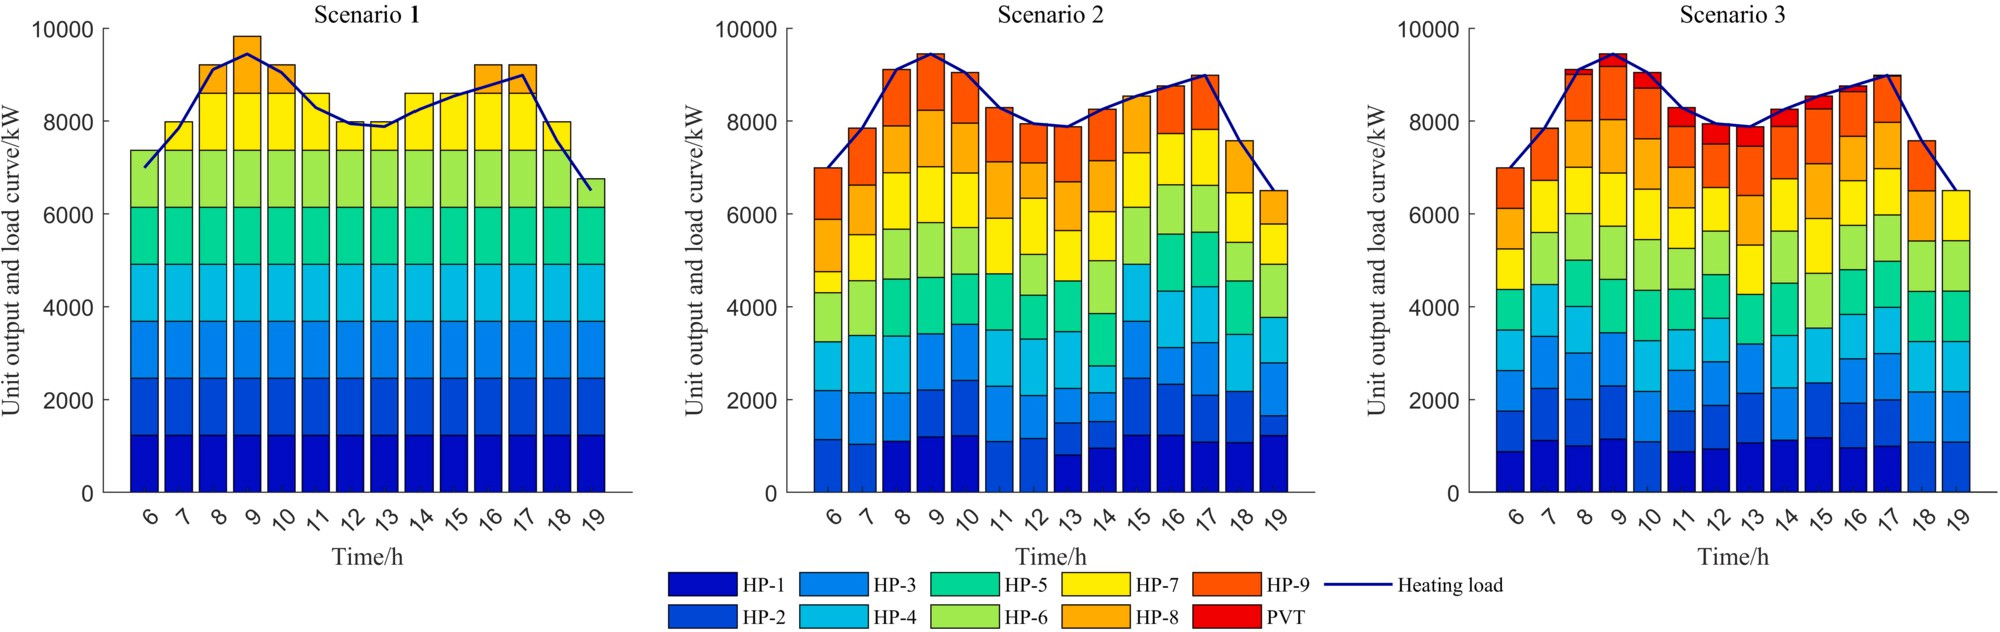 Scenario 1
Unit output and load curve/kW
10000
8000
6000
4000
2000
0
6 7 8 9 10 11 12 13 14 15 16 17 18 19
Time/h
Scenario 2
Unit output and load curve/kW
10000
8000
6000
4000
2000
0
6 7 8 9 10 11 12 13 14 15 16 17 18 19
Time/h
Scenario 3
Unit output and load curve/kW
10000
8000
6000
4000
2000
0
6 7 8 9 10 11 12 13 14 15 16 17 18 19
Time/h
HP-1 HP-3 HP-5 HP-7 HP-9 Heating load
HP-2 HP-4 HP-6 HP-8 PVT